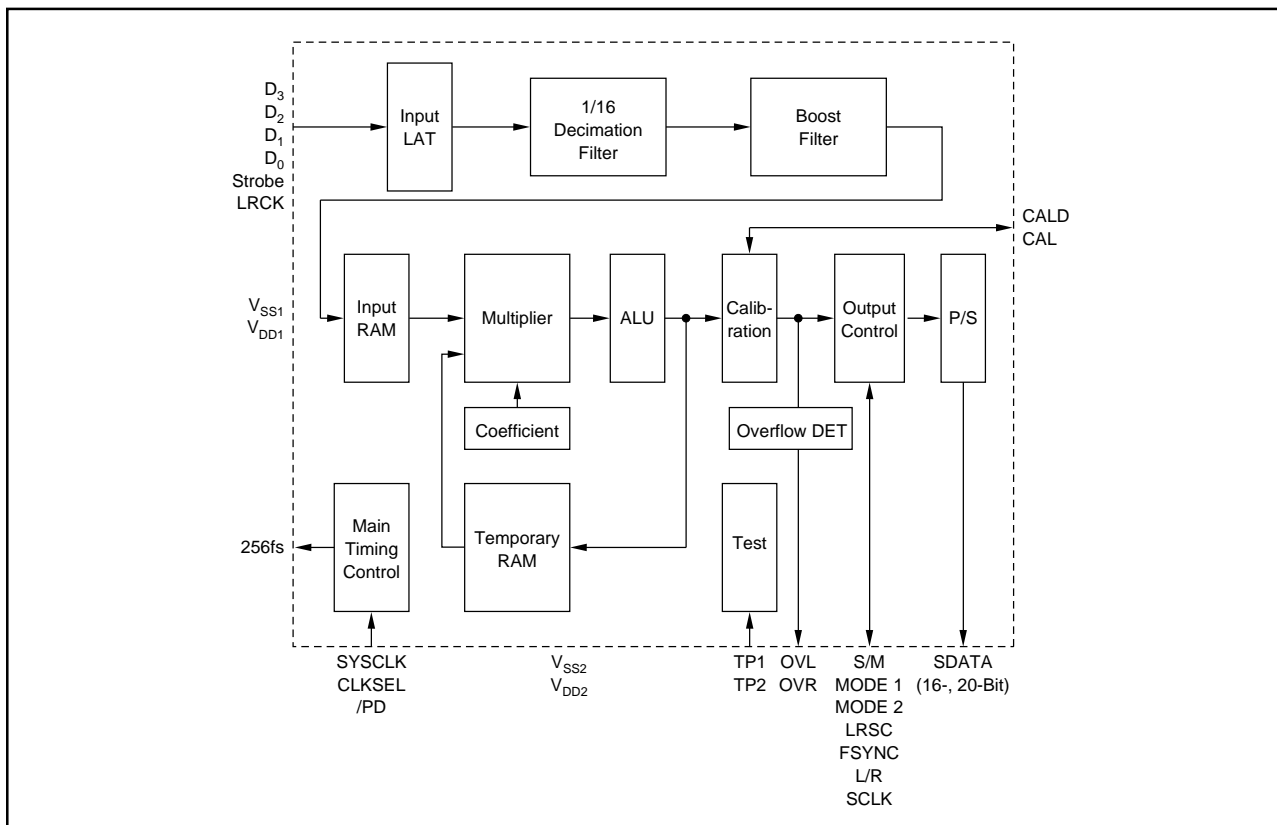 D3
D2
D1
D0
Strobe
LRCK
Input
LAT
1/16
Decimation
Filter
Boost
Filter
CALD
CAL
VSS1
VDD1
Input
RAM
Multiplier
ALU
Calib-
ration
Output
Control
P/S
Coefficient
Overflow DET
256fs
Main
Timing
Control
Temporary
RAM
Test
SYSCLK
CLKSEL
/PD
VSS2
VDD2
TP1
TP2
OVL
OVR
S/M
MODE 1
MODE 2
LRSC
FSYNC
L/R
SCLK
SDATA
(16-, 20-Bit)